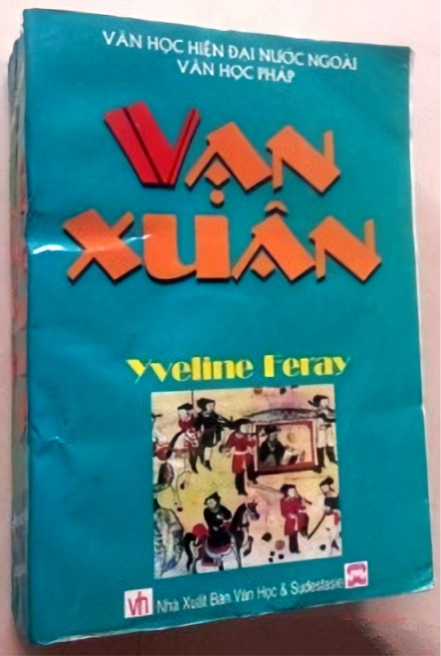 VĂN HỌC HIỆN ĐẠI NƯỚC NGOÀI
VĂN HỌC PHÁP
VẠN
XUÂN
Yveline Feray
vh Nhà Xuất Bản Văn Học & Sudestasie